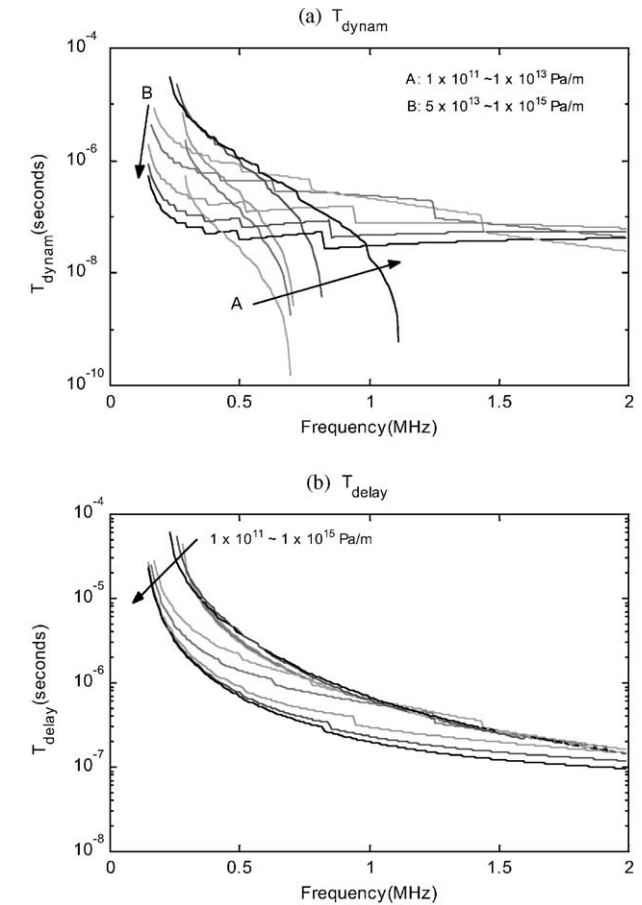 (a) T_dynam
10^-4
A: 1 x 10^11 ~1 x 10^13 Pa/m
B: 5 x 10^13 ~1 x 10^15 Pa/m
B
10^-6
T_dynam(seconds)
10^-8
A
10^-10
0 0.5 1 1.5 2
Frequency(MHz)
(b) T_delay
10^-4
1 x 10^11 ~ 1 x 10^15 Pa/m
10^-5
T_delay(seconds)
10^-6
10^-7
10^-8
0 0.5 1 1.5 2
Frequency(MHz)